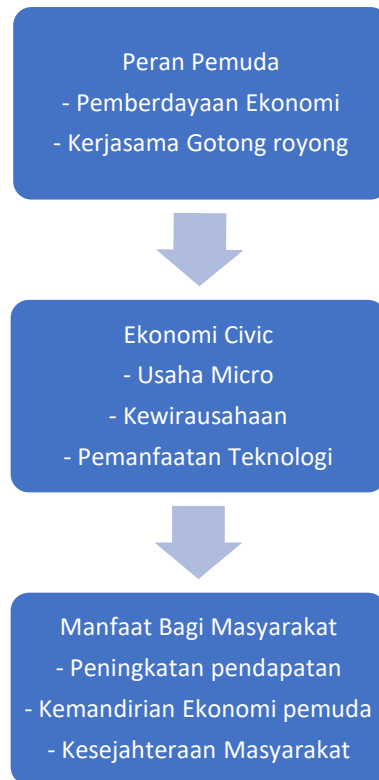 Peran Pemuda
- Pemberdayaan Ekonomi
- Kerjasama Gotong royong
Ekonomi Civic
- Usaha Micro
- Kewirausahaan
- Pemanfaatan Teknologi
Manfaat Bagi Masyarakat
- Peningkatan pendapatan
- Kemandirian Ekonomi pemuda
- Kesejahteraan Masyarakat